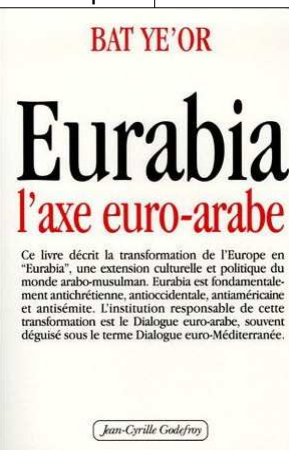 BAT YE'OR
Eurabia
l'axe euro-arabe
Ce livre décrit la transformation de l'Europe en
"Eurabia", une extension culturelle et politique du
monde arabo-musulman. Eurabia est fondamentale-
ment antichrétienne, antioccidentale, antiaméricaine
et antisémite. L'institution responsable de cette
transformation est le Dialogue euro-arabe, souvent
déguisé sous le terme Dialogue euro-Méditerranée.
Jean-Cyrille Godefroy